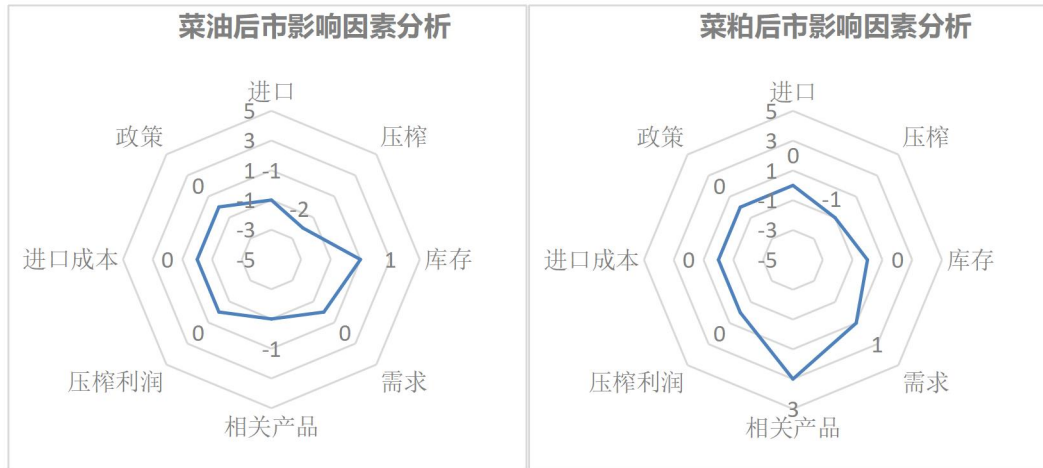 菜油后市影响因素分析
进口
5
政策
压榨
3
1
-1
0
-1
-2
-3
进口成本
0
-5
1
库存
0
0
-1
压榨利润
需求
相关产品
菜粕后市影响因素分析
进口
5
政策
压榨
3
0
1
0
-1
-1
-3
进口成本
0
-5
0
库存
0
1
压榨利润
需求
3
相关产品